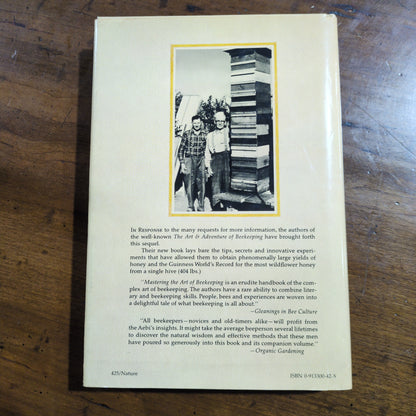 IN RESPONSE to the many requests for more information, the authors of
the well-known The Art & Adventure of Beekeeping have brought forth
this sequel.
Their new book lays bare the tips, secrets and innovative experi-
ments that have allowed them to obtain phenomenally large yields of
honey and the Guinness World's Record for the most wildflower honey
from a single hive (404 lbs.)
"Mastering the Art of Beekeeping is an erudite handbook of the com-
plex art of beekeeping. The authors have a rare ability to combine liter-
ary and beekeeping skills. People, bees and experiences are woven into
a delightful tale of what beekeeping is all about."
—Gleanings in Bee Culture
"All beekeepers—novices and old-timers alike—will profit from
the Aebi's insights. It might take the average beeperson several lifetimes
to discover the natural wisdom and effective methods that these men
have poured so generously into this book and its companion volume."
—Organic Gardening
425/Nature
ISBN 0-913300-42-8